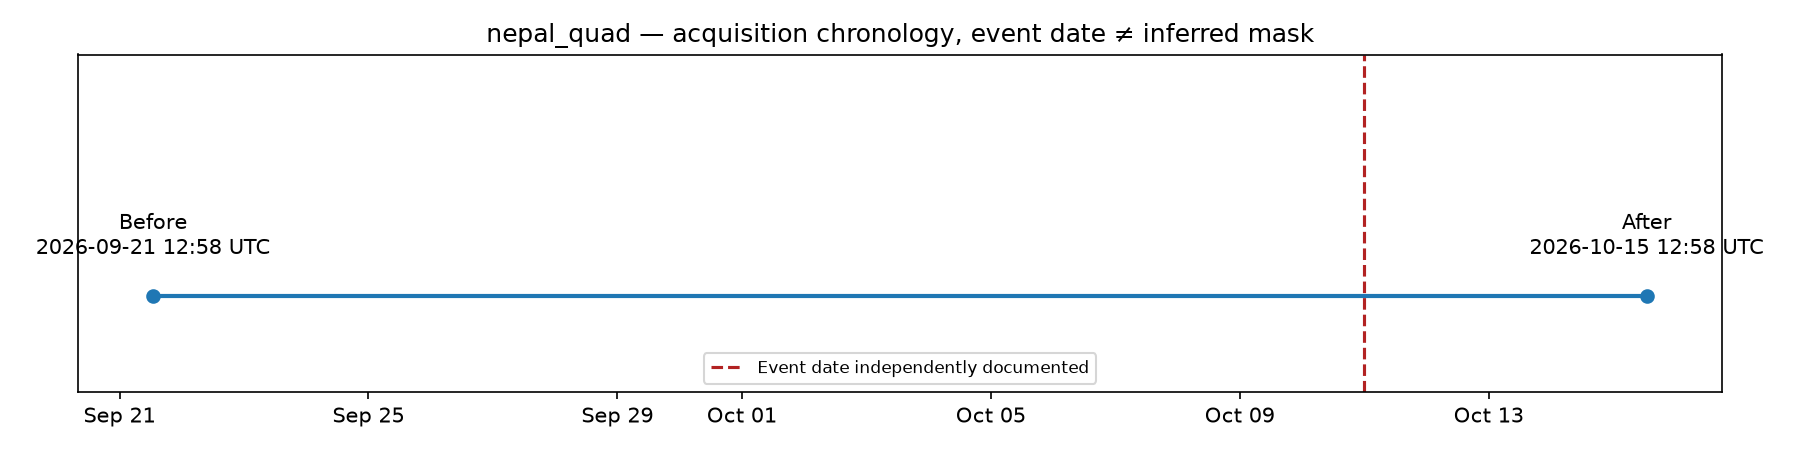 nepal_quad — acquisition chronology, event date ≠ inferred mask
Before
2026-09-21 12:58 UTC
After
2026-10-15 12:58 UTC
Event date independently documented
Sep 21
Sep 25
Sep 29
Oct 01
Oct 05
Oct 09
Oct 13